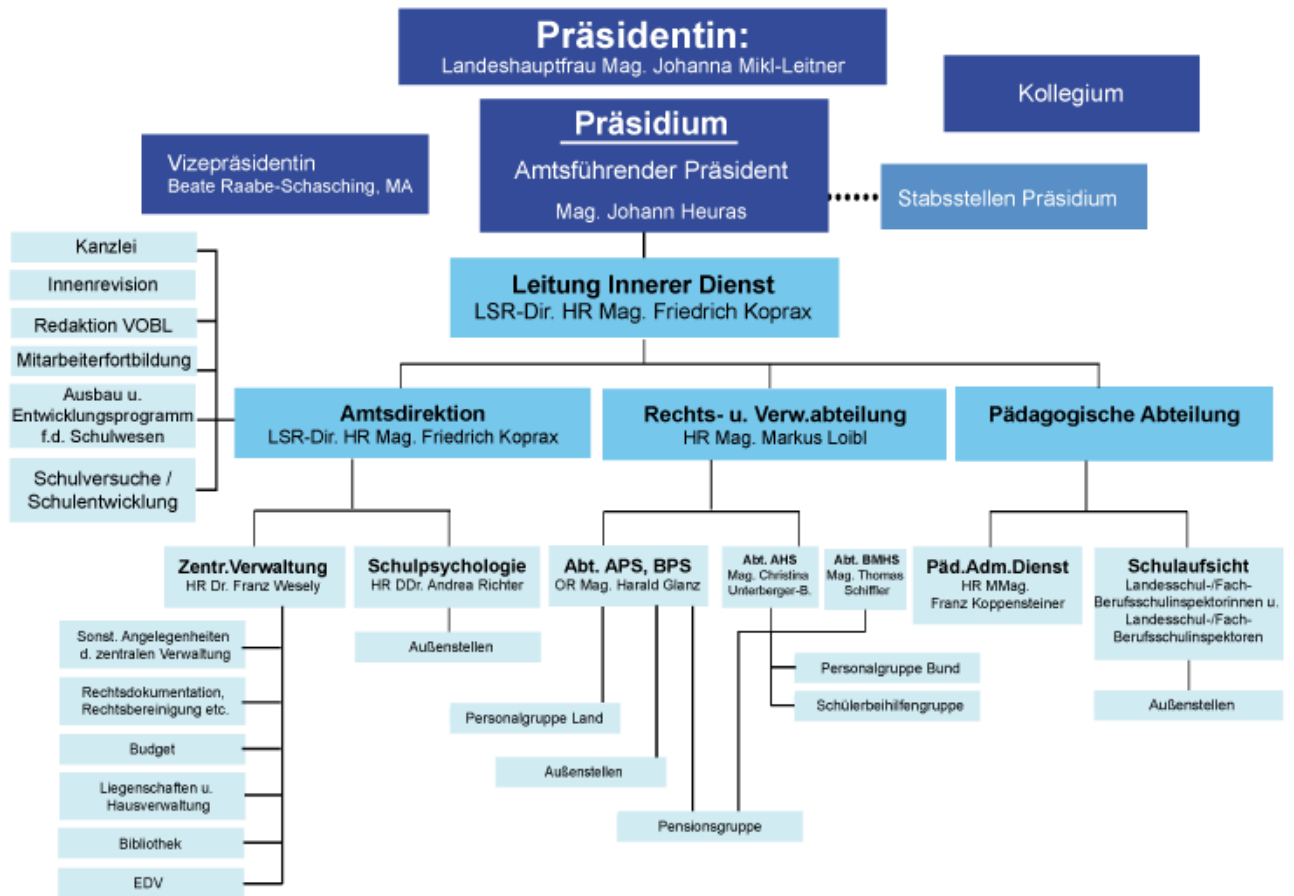 Präsidentin:
Landeshauptfrau Mag. Johanna Mikl-Leitner
Kollegium
Präsidium
Amtsführender Präsident
Mag. Johann Heuras
Vizepräsidentin
Beate Raabe-Schasching, MA
Stabsstellen Präsidium
Kanzlei
Innenrevision
Redaktion VOBL
Mitarbeiterfortbildung
Ausbau u.
Entwicklungsprogramm
f.d. Schulwesen
Schulversuche /
Schulentwicklung
Leitung Innerer Dienst
LSR-Dir. HR Mag. Friedrich Koprax
Amtsdirektion
LSR-Dir. HR Mag. Friedrich Koprax
Rechts- u. Verw.abteilung
HR Mag. Markus Loibl
Pädagogische Abteilung
Zentr.Verwaltung
HR Dr. Franz Wesely
Schulpsychologie
HR DDr. Andrea Richter
Abt. APS, BPS
OR Mag. Harald Glanz
Abt. AHS
Mag. Christina
Unterberger-B.
Abt. BMHS
Mag. Thomas
Schiffler
Päd.Adm.Dienst
HR MMag.
Franz Koppensteiner
Schulaufsicht
Landesschul-/Fach-
Berufsschulinspektorinnen u.
Landesschul-/Fach-
Berufsschulinspektoren
Sonst. Angelegenheiten
d. zentralen Verwaltung
Rechtsdokumentation,
Rechtsbereinigung etc.
Budget
Liegenschaften u.
Hausverwaltung
Bibliothek
EDV
Außenstellen
Personalgruppe Land
Außenstellen
Pensionsgruppe
Personalgruppe Bund
Schülerbeihilfengruppe
Außenstellen